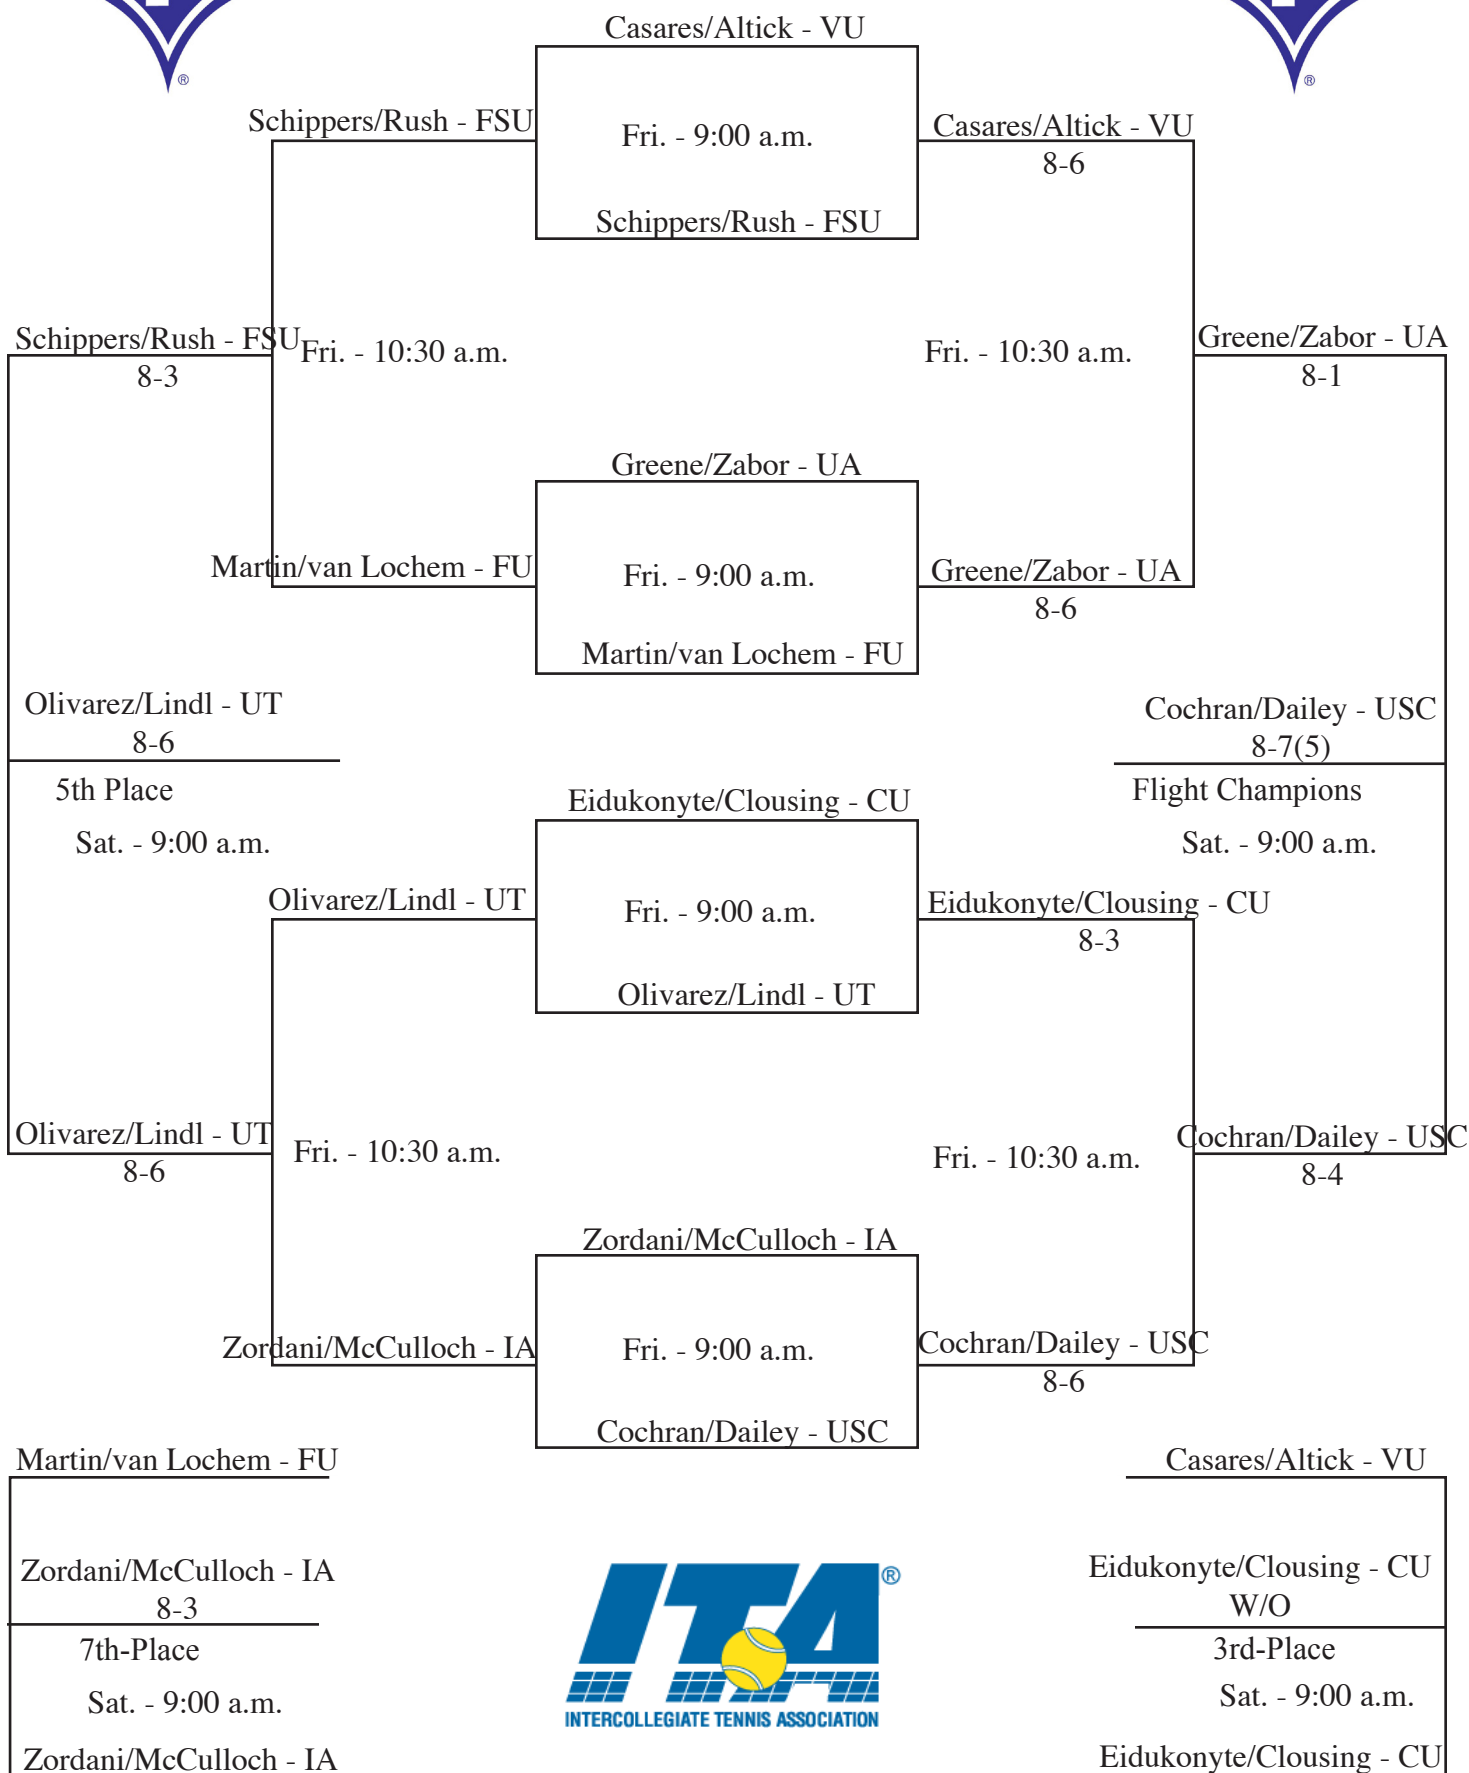 ®
®
Casares/Altick - VU
Schippers/Rush - FSU
Fri. - 9:00 a.m.
Casares/Altick - VU
8-6
Schippers/Rush - FSU
Schippers/Rush - FSU
8-3
Fri. - 10:30 a.m.
Fri. - 10:30 a.m.
Greene/Zabor - UA
8-1
Greene/Zabor - UA
Martin/van Lochem - FU
Fri. - 9:00 a.m.
Greene/Zabor - UA
8-6
Martin/van Lochem - FU
Olivarez/Lindl - UT
8-6
5th Place
Sat. - 9:00 a.m.
Cochran/Dailey - USC
8-7(5)
Flight Champions
Sat. - 9:00 a.m.
Eidukonyte/Clousing - CU
Olivarez/Lindl - UT
Fri. - 9:00 a.m.
Eidukonyte/Clousing - CU
8-3
Olivarez/Lindl - UT
Olivarez/Lindl - UT
8-6
Fri. - 10:30 a.m.
Fri. - 10:30 a.m.
Cochran/Dailey - USC
8-4
Zordani/McCulloch - IA
Zordani/McCulloch - IA
Fri. - 9:00 a.m.
Cochran/Dailey - USC
8-6
Cochran/Dailey - USC
Martin/van Lochem - FU
Zordani/McCulloch - IA
8-3
7th-Place
Sat. - 9:00 a.m.
Zordani/McCulloch - IA
ITA®
INTERCOLLEGIATE TENNIS ASSOCIATION
Casares/Altick - VU
Eidukonyte/Clousing - CU
W/O
3rd-Place
Sat. - 9:00 a.m.
Eidukonyte/Clousing - CU